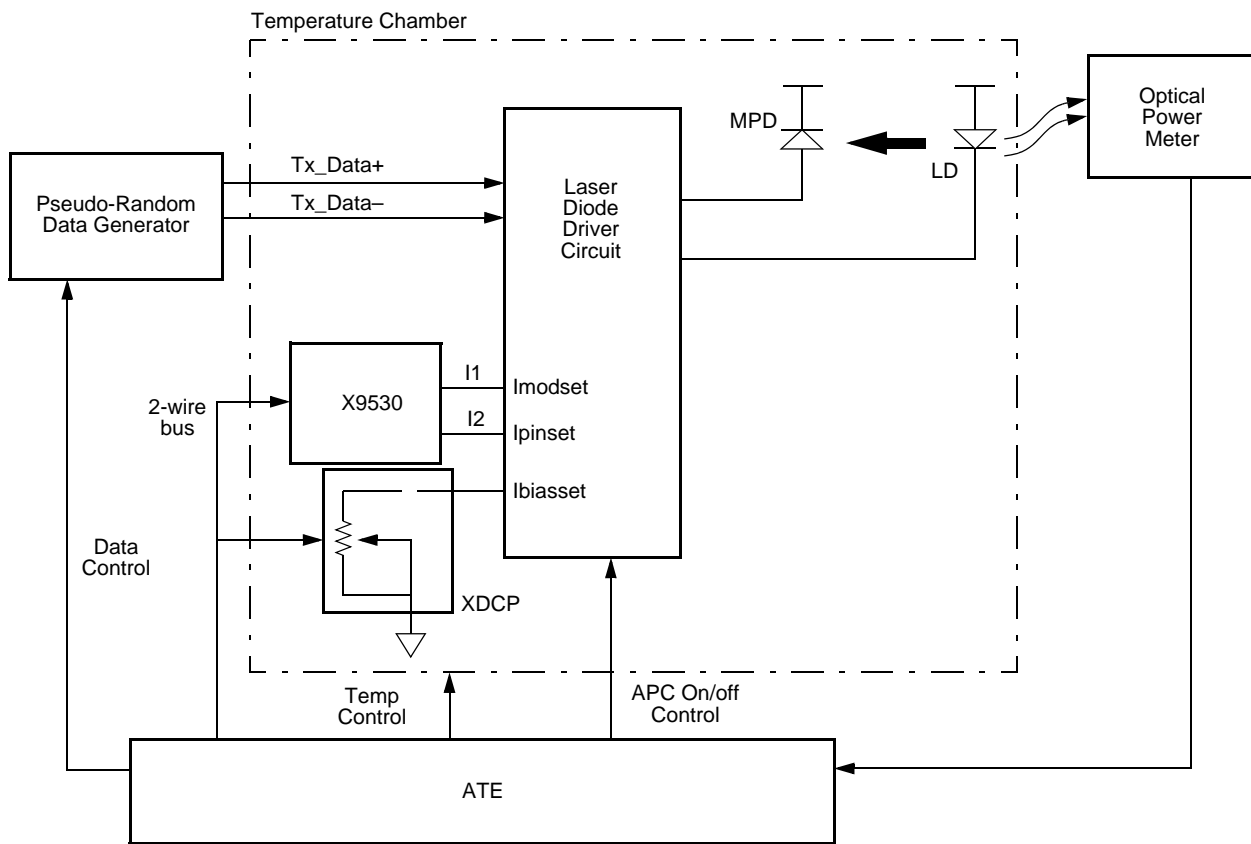 Temperature Chamber
Optical
Power
Meter
MPD
LD
Tx_Data+
Tx_Data–
Pseudo-Random
Data Generator
Laser
Diode
Driver
Circuit
I1
Imodset
X9530
2-wire
bus
I2
Ipinset
Ibiasset
Data
Control
XDCP
Temp
Control
APC On/off
Control
ATE